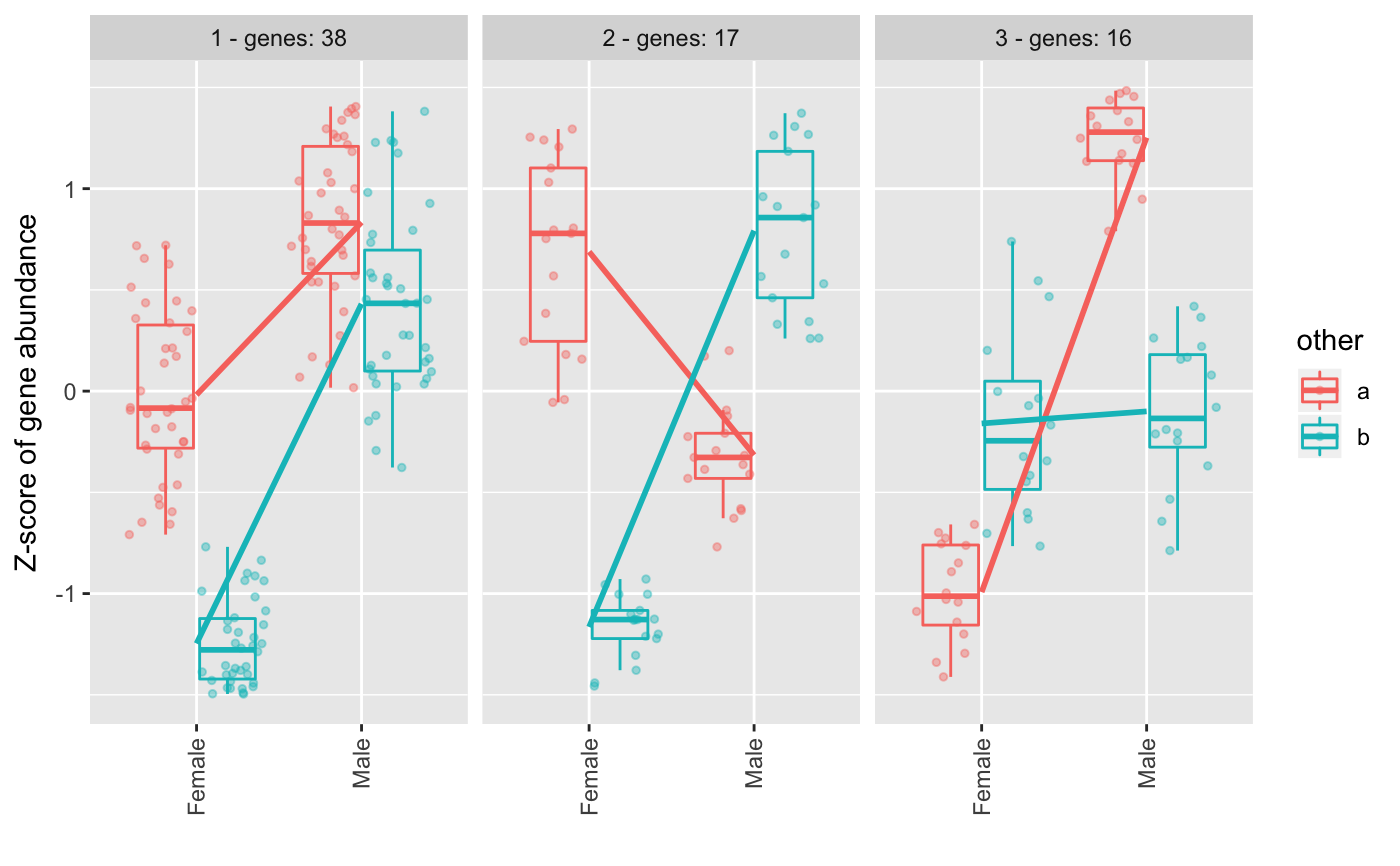 1 - genes: 38
2 - genes: 17
3 - genes: 16
Z-score of gene abundance
1
0
-1
Female
Male
Female
Male
Female
Male
other
a
b